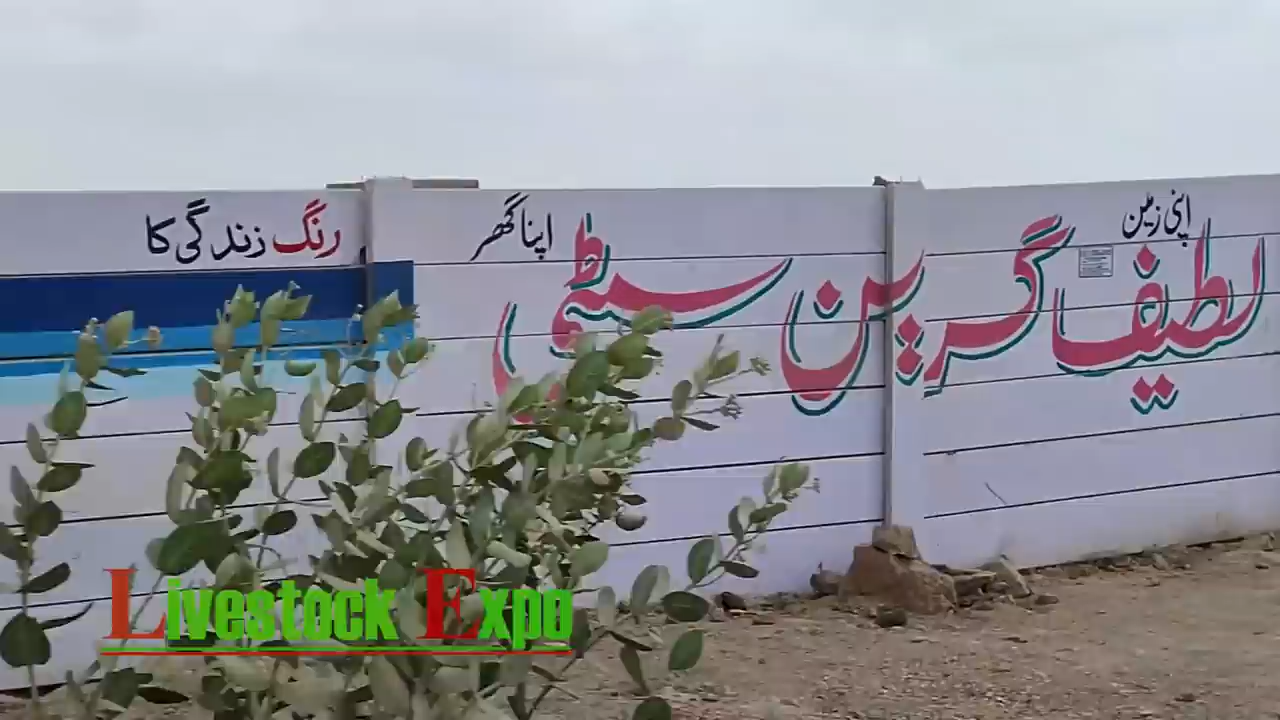 اپنی زمین اپنا گھر رنگ زندگی کا
لطیف گرین سٹی
Livestock Expo